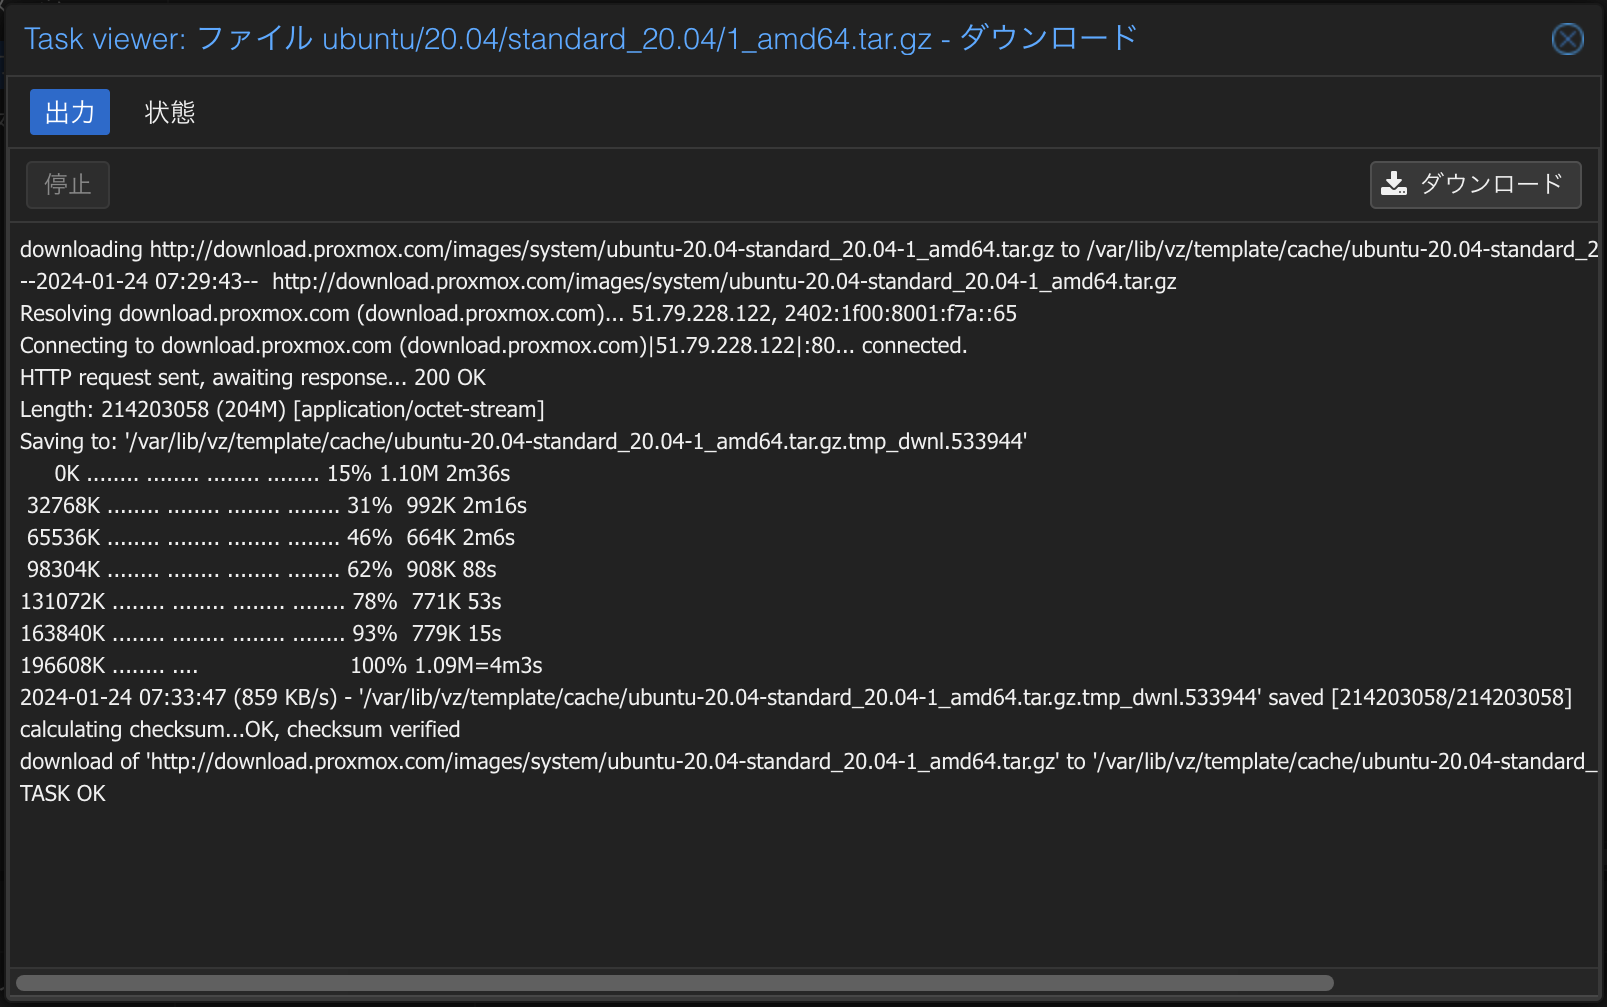 Task viewer: ファイル ubuntu/20.04/standard_20.04/1_amd64.tar.gz - ダウンロード
出力 状態
停止 ダウンロード
downloading http://download.proxmox.com/images/system/ubuntu-20.04-standard_20.04-1_amd64.tar.gz to /var/lib/vz/template/cache/ubuntu-20.04-standard_2
--2024-01-24 07:29:43--  http://download.proxmox.com/images/system/ubuntu-20.04-standard_20.04-1_amd64.tar.gz
Resolving download.proxmox.com (download.proxmox.com)... 51.79.228.122, 2402:1f00:8001:f7a::65
Connecting to download.proxmox.com (download.proxmox.com)|51.79.228.122|:80... connected.
HTTP request sent, awaiting response... 200 OK
Length: 214203058 (204M) [application/octet-stream]
Saving to: '/var/lib/vz/template/cache/ubuntu-20.04-standard_20.04-1_amd64.tar.gz.tmp_dwnl.533944'
0K ........ ........ ........ ........ 15% 1.10M 2m36s
32768K ........ ........ ........ ........ 31%  992K 2m16s
65536K ........ ........ ........ ........ 46%  664K 2m6s
98304K ........ ........ ........ ........ 62%  908K 88s
131072K ........ ........ ........ ........ 78%  771K 53s
163840K ........ ........ ........ ........ 93%  779K 15s
196608K ........ .... 100% 1.09M=4m3s
2024-01-24 07:33:47 (859 KB/s) - '/var/lib/vz/template/cache/ubuntu-20.04-standard_20.04-1_amd64.tar.gz.tmp_dwnl.533944' saved [214203058/214203058]
calculating checksum...OK, checksum verified
download of 'http://download.proxmox.com/images/system/ubuntu-20.04-standard_20.04-1_amd64.tar.gz' to '/var/lib/vz/template/cache/ubuntu-20.04-standard_
TASK OK